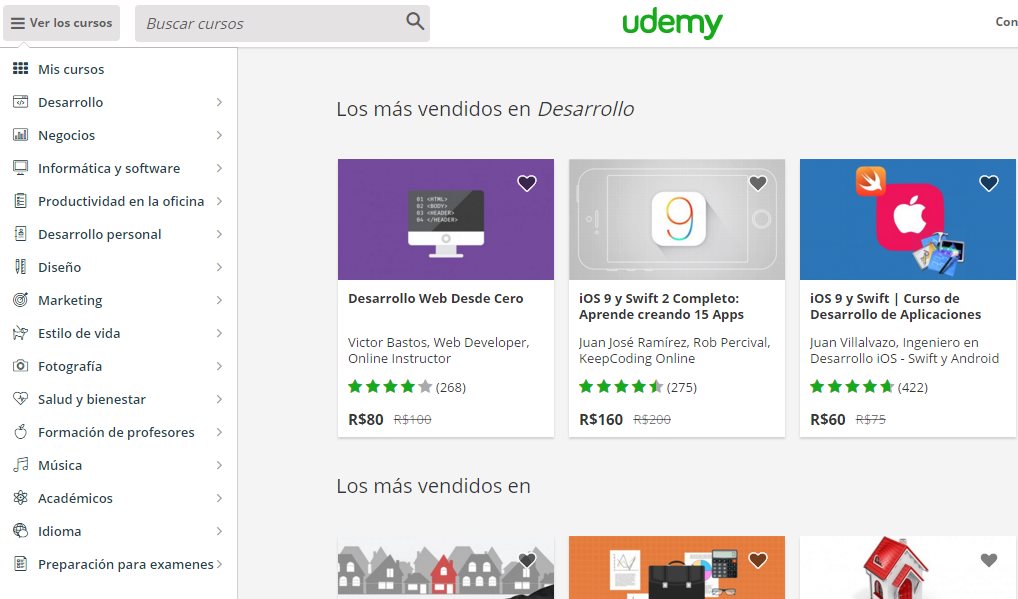 Ver los cursos
Buscar cursos
udemy
Con
Mis cursos
Desarrollo
Negocios
Informática y software
Productividad en la oficina
Desarrollo personal
Diseño
Marketing
Estilo de vida
Fotografía
Salud y bienestar
Formación de profesores
Música
Académicos
Idioma
Preparación para examenes
Los más vendidos en Desarrollo
01 <HTML>
02 <BODY>
03 <HEADER>
04 </HEADER>
Desarrollo Web Desde Cero
Victor Bastos, Web Developer,
Online Instructor
(268)
R$80 R$100
9
iOS 9 y Swift 2 Completo:
Aprende creando 15 Apps
Juan José Ramírez, Rob Percival,
KeepCoding Online
(275)
R$160 R$200
iOS 9 y Swift | Curso de
Desarrollo de Aplicaciones
Juan Villalvazo, Ingeniero en
Desarrollo iOS - Swift y Android
(422)
R$60 R$75
Los más vendidos en